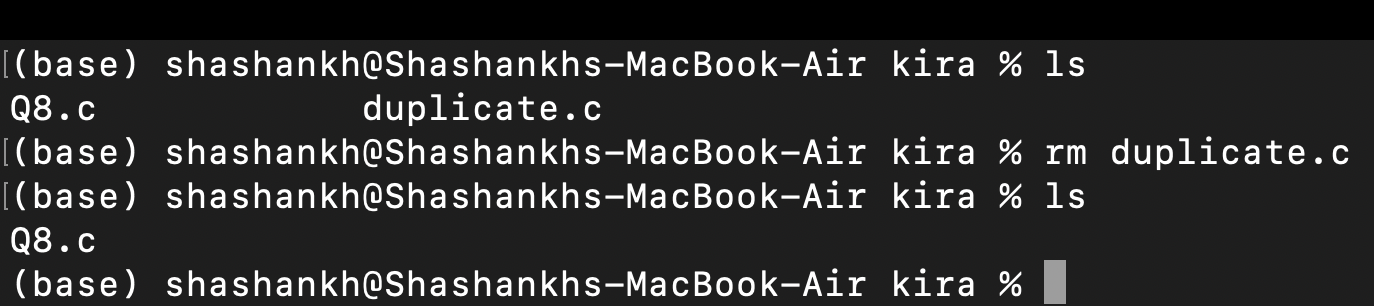 (base) shashankh@Shashankhs-MacBook-Air kira % ls
Q8.c duplicate.c
(base) shashankh@Shashankhs-MacBook-Air kira % rm duplicate.c
(base) shashankh@Shashankhs-MacBook-Air kira % ls
Q8.c
(base) shashankh@Shashankhs-MacBook-Air kira %